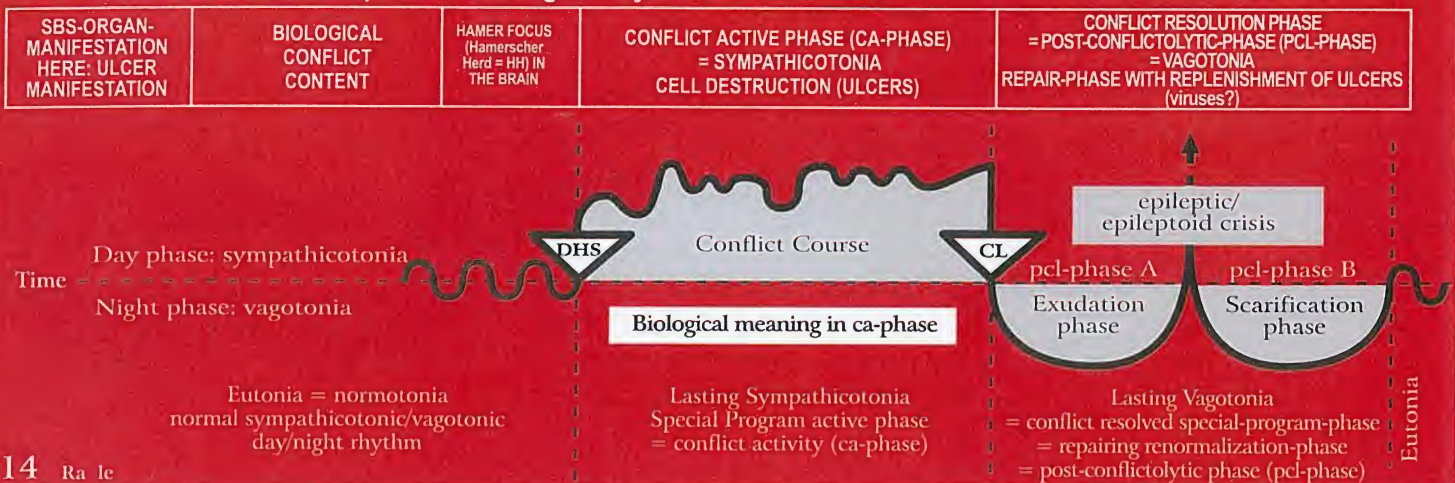 SBS-ORGAN-
MANIFESTATION
HERE: ULCER
MANIFESTATION
BIOLOGICAL
CONFLICT
CONTENT
HAMER FOCUS
(Hamerscher
Herd = HH) IN
THE BRAIN
CONFLICT ACTIVE PHASE (CA-PHASE)
= SYMPATHICOTONIA
CELL DESTRUCTION (ULCERS)
CONFLICT RESOLUTION PHASE
= POST-CONFLICTOLYTIC-PHASE (PCL-PHASE)
= VAGOTONIA
REPAIR-PHASE WITH REPLENISHMENT OF ULCERS
(viruses?)
Day phase: sympathicotonia
Time
Night phase: vagotonia
DHS
Conflict Course
CL
epileptic/
epileptoid crisis
pcl-phase A
pcl-phase B
Exudation
phase
Scarification
phase
Biological meaning in ca-phase
Eutonia = normotonia
normal sympathicotonic/vagotonic
day/night rhythm
Lasting Sympathicotonia
Special Program active phase
= conflict activity (ca-phase)
Lasting Vagotonia
= conflict resolved special-program-phase
= repairing renormalization-phase
= post-conflictolytic phase (pcl-phase)
Eutonia
14